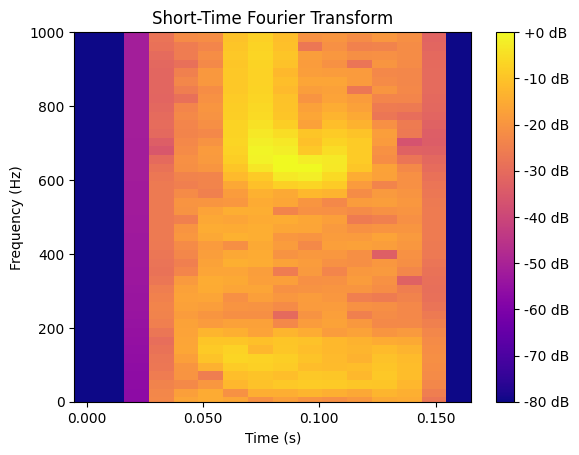 Short-Time Fourier Transform
Frequency (Hz)
1000
800
600
400
200
0
0.000
0.050
0.100
0.150
Time (s)
+0 dB
-10 dB
-20 dB
-30 dB
-40 dB
-50 dB
-60 dB
-70 dB
-80 dB